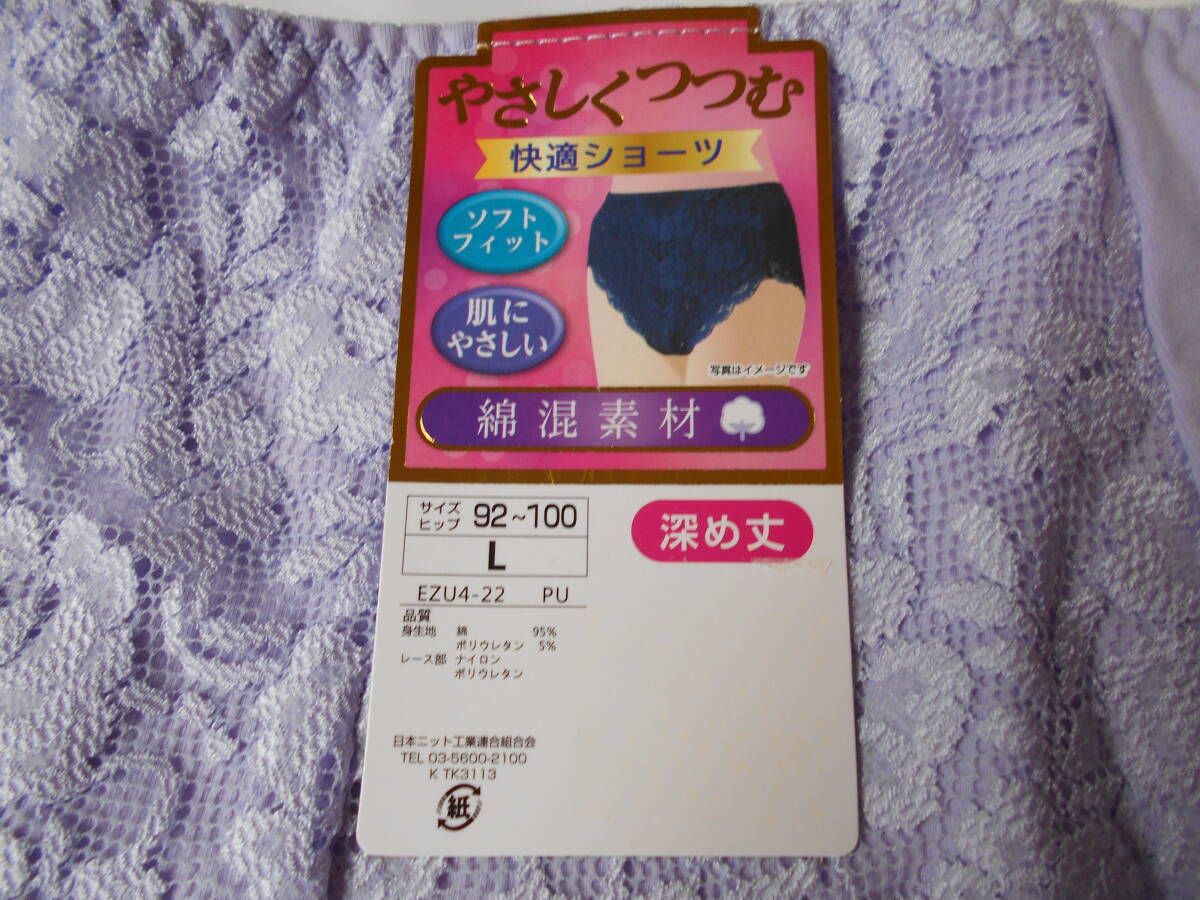 やさしくつつむ
快適ショーツ
ソフト
フィット
肌に
やさしい
写真はイメージです
綿混素材
サイズ
ヒップ 92~100
L
深め丈
EZU4-22 PU
品質
身生地 綿 95%
ポリウレタン 5%
レース部 ナイロン
ポリウレタン
日本ニット工業連合組合会
TEL 03-5600-2100
K TK3113
紙